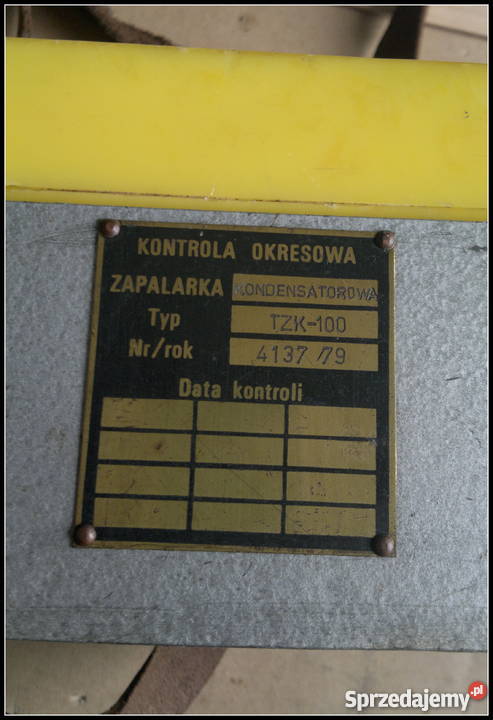 KONTROLA OKRESOWA
ZAPALARKA KONDENSATOROWA
Typ TZK-100
Nr/rok 4137/79
Data kontroli
Sprzedajemy.pl